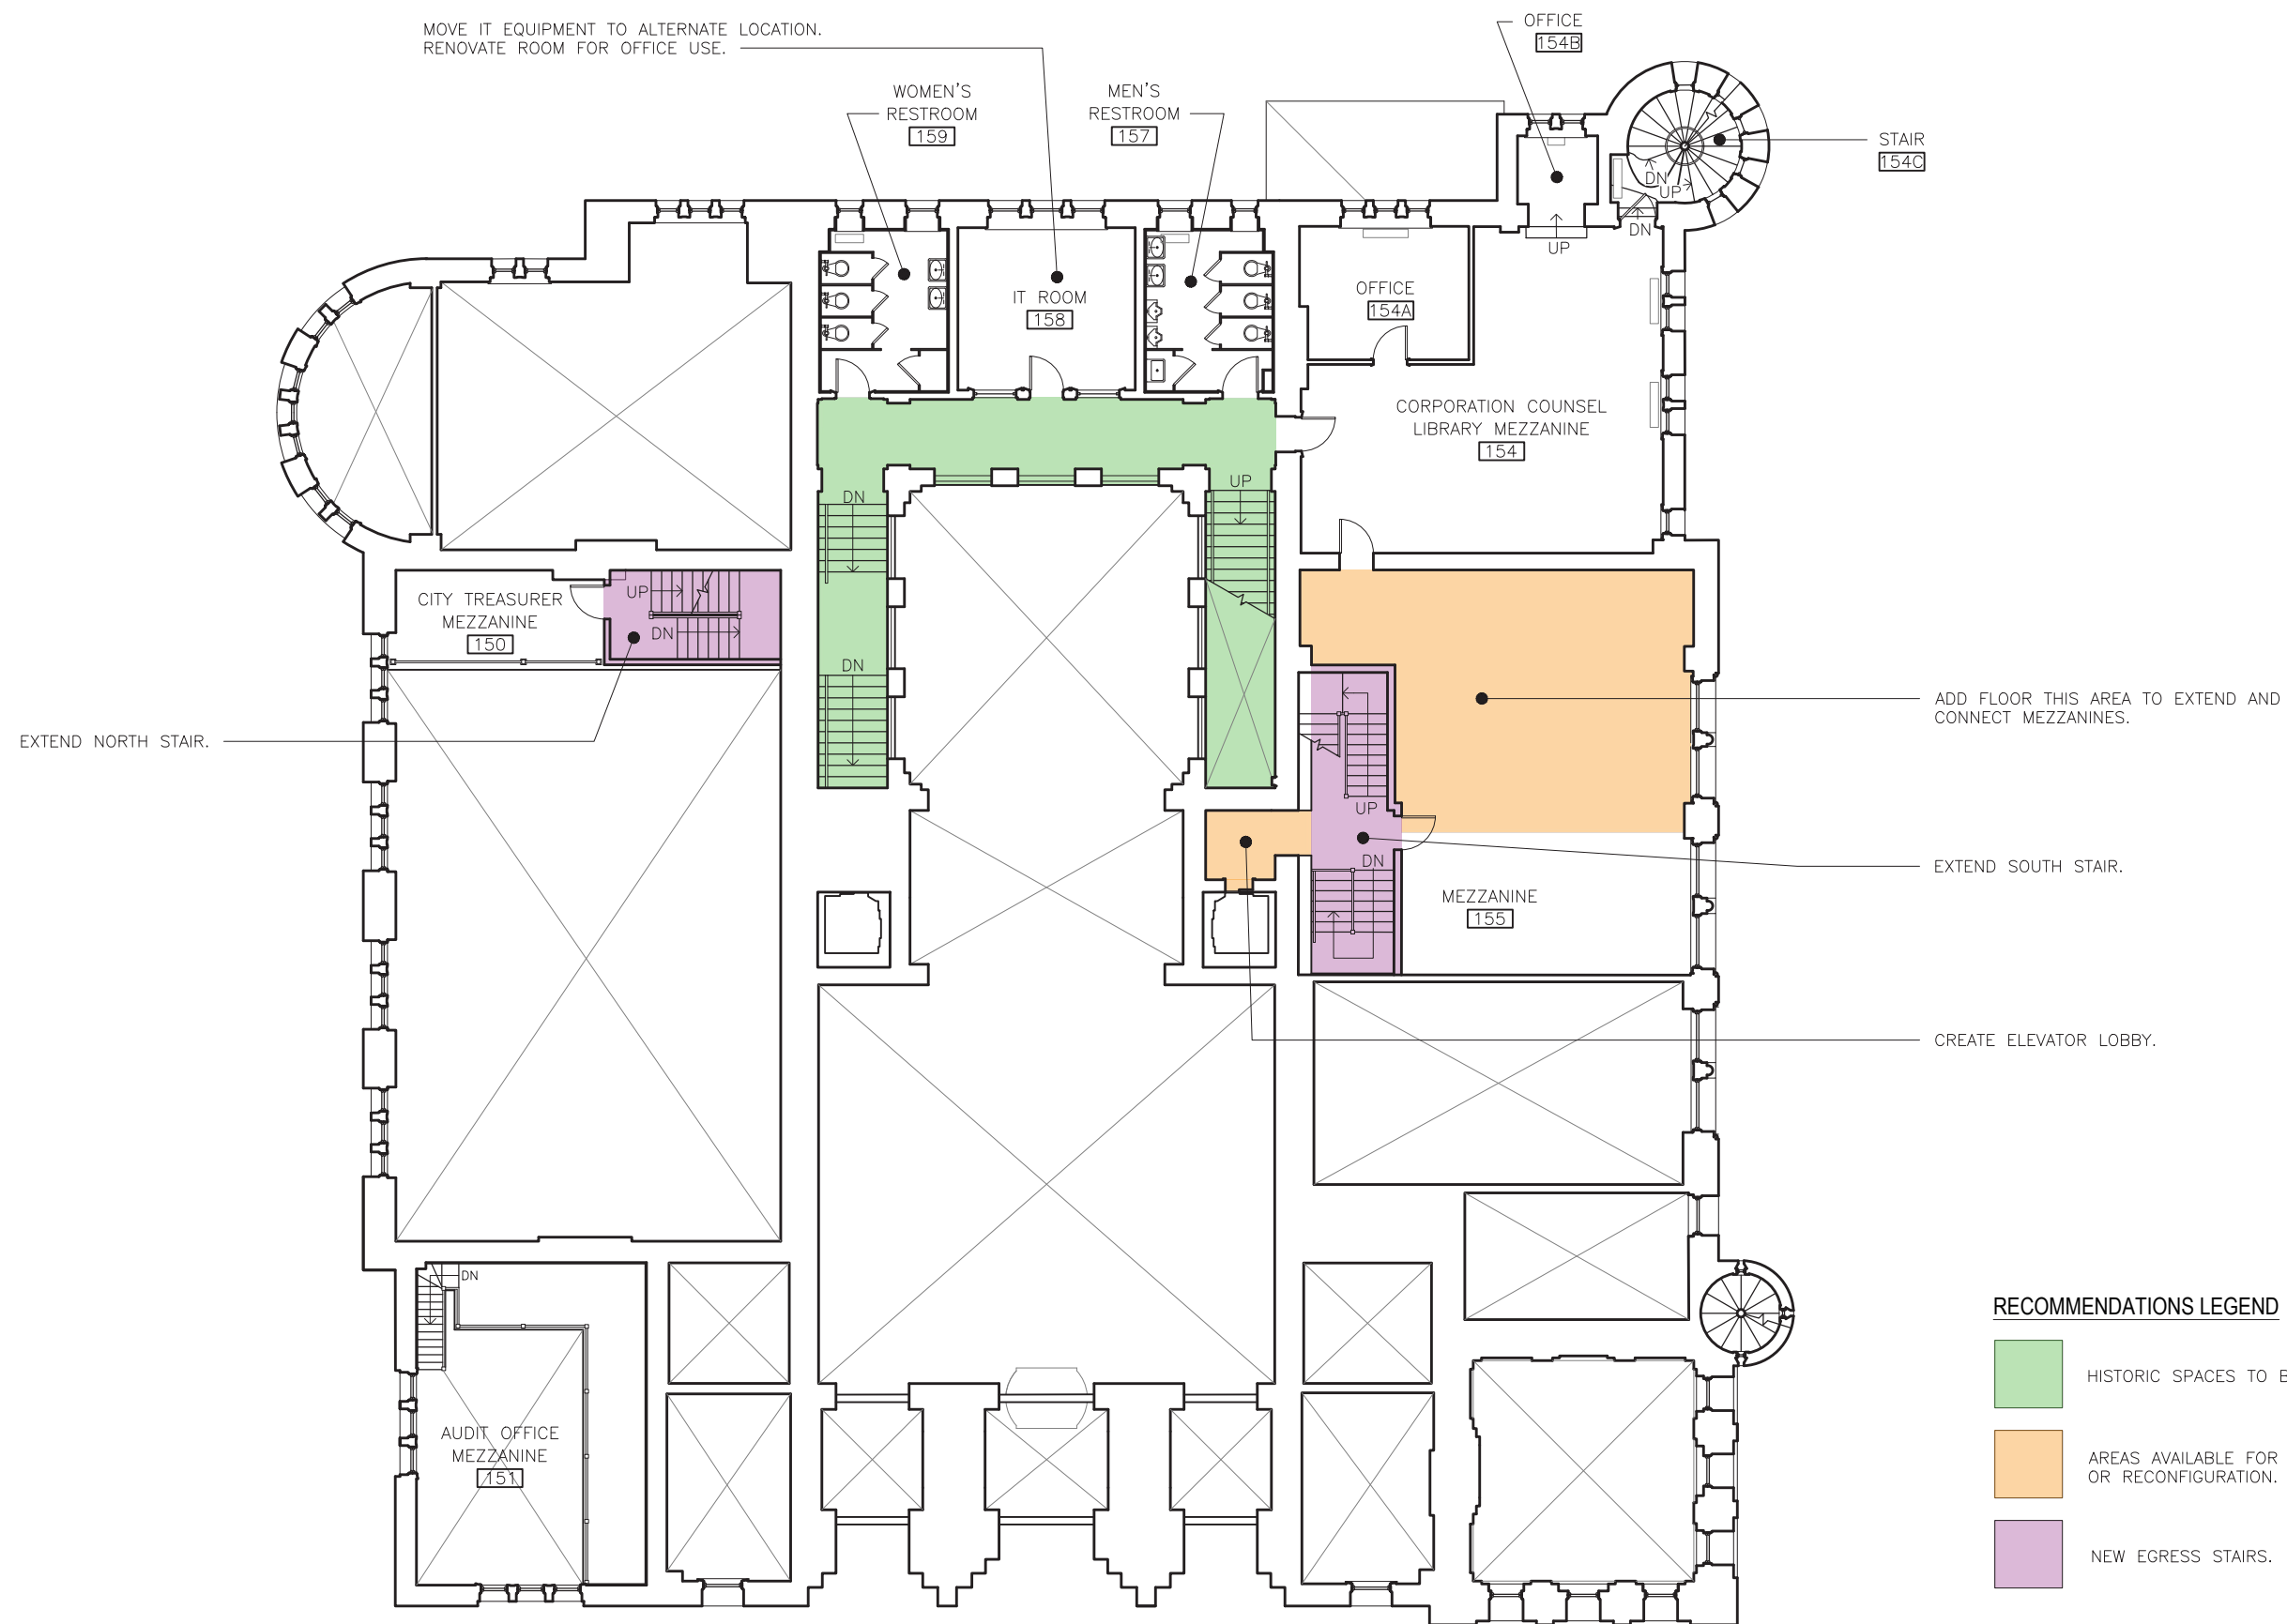 MOVE IT EQUIPMENT TO ALTERNATE LOCATION.
RENOVATE ROOM FOR OFFICE USE.
OFFICE
154B
WOMEN'S
RESTROOM
159
MEN'S
RESTROOM
157
STAIR
154C
DN
UP
DN
UP
IT ROOM
158
OFFICE
154A
CORPORATION COUNSEL
LIBRARY MEZZANINE
154
DN
UP
CITY TREASURER
MEZZANINE
150
UP
DN
DN
EXTEND NORTH STAIR.
ADD FLOOR THIS AREA TO EXTEND AND
CONNECT MEZZANINES.
UP
DN
EXTEND SOUTH STAIR.
MEZZANINE
155
CREATE ELEVATOR LOBBY.
DN
AUDIT OFFICE
MEZZANINE
151
RECOMMENDATIONS LEGEND
HISTORIC SPACES TO
AREAS AVAILABLE FOR
OR RECONFIGURATION.
NEW EGRESS STAIRS.